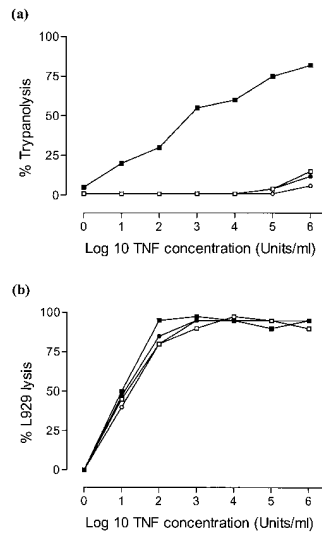 (a)
100
75
50
25
0
% Trypanolysis
0 1 2 3 4 5 6
Log 10 TNF concentration (Units/ml)
(b)
100
75
50
25
0
% L929 lysis
0 1 2 3 4 5 6
Log 10 TNF concentration (Units/ml)